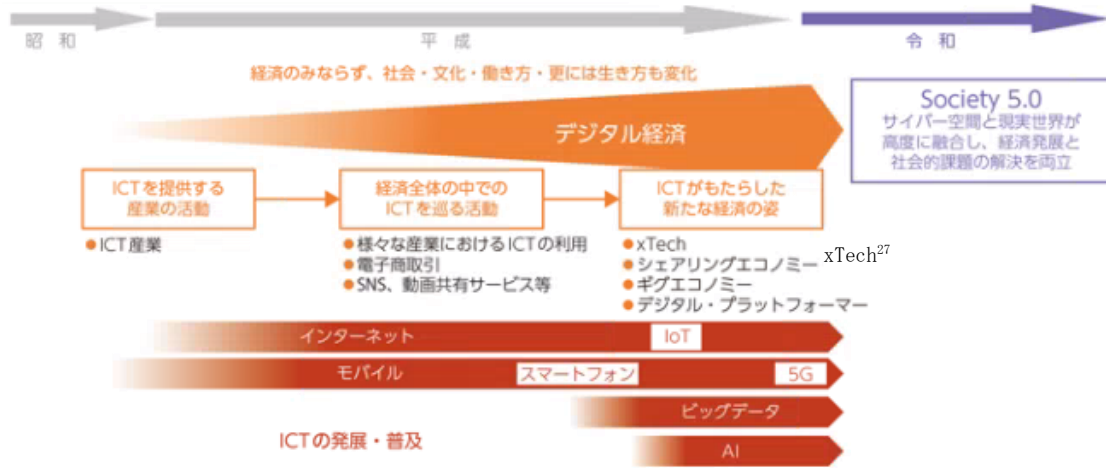 昭 和
平 成
令 和
経済のみならず、社会・文化・働き方・更には生き方も変化
デジタル経済
Society 5.0
サイバー空間と現実世界が
高度に融合し、経済発展と
社会的課題の解決を両立
ICTを提供する
産業の活動
経済全体の中での
ICTを巡る活動
ICTがもたらした
新たな経済の姿
●ICT産業
●様々な産業におけるICTの利用
●電子商取引
●SNS、動画共有サービス等
●xTech
●シェアリングエコノミー
●ギグエコノミー
●デジタル・プラットフォーマー
xTech27
インターネット
IoT
モバイル
スマートフォン
5G
ビッグデータ
AI
ICTの発展・普及